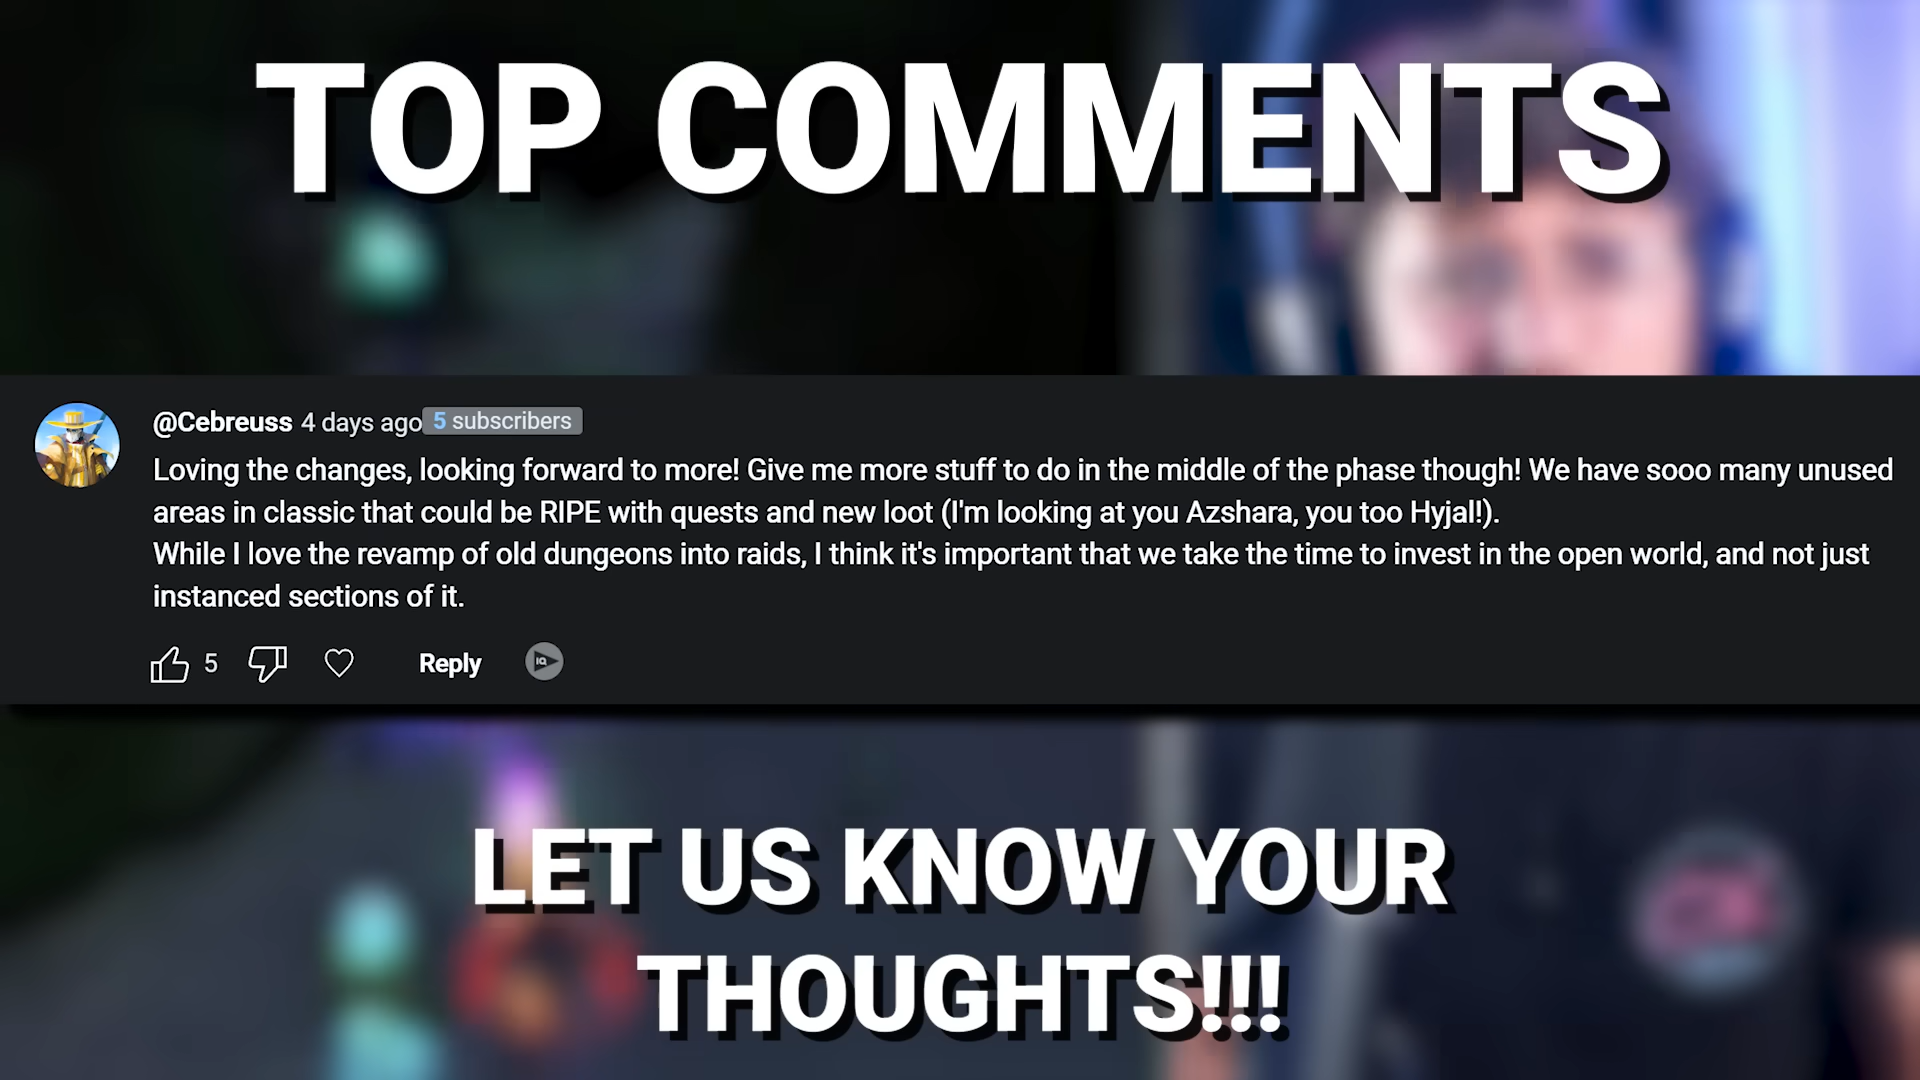 TOP COMMENTS
@Cebreuss 4 days ago 5 subscribers
Loving the changes, looking forward to more! Give me more stuff to do in the middle of the phase though! We have sooo many unused
areas in classic that could be RIPE with quests and new loot (I'm looking at you Azshara, you too Hyjal!).
While I love the revamp of old dungeons into raids, I think it's important that we take the time to invest in the open world, and not just
instanced sections of it.
5 Reply IQ
LET US KNOW YOUR
THOUGHTS!!!